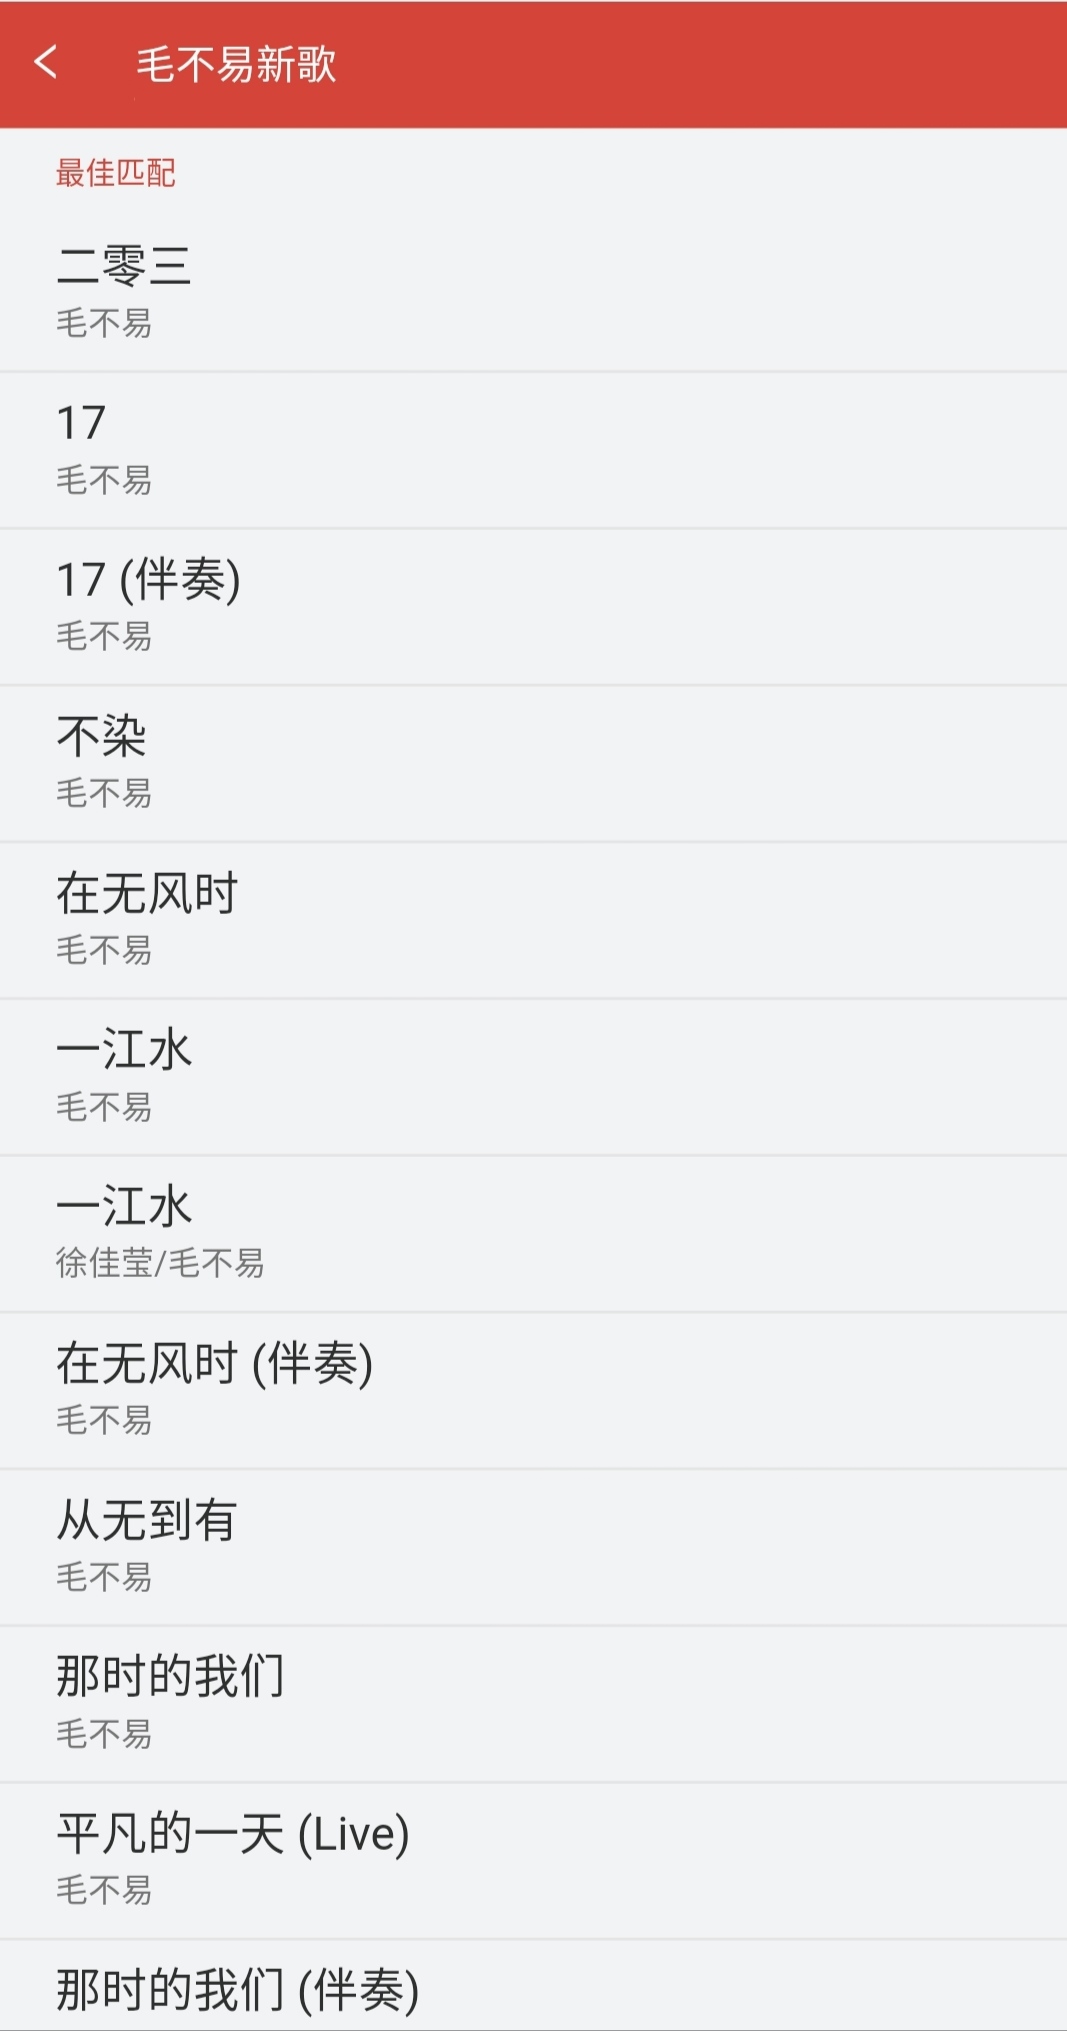 毛不易新歌
最佳匹配
二零三
毛不易
17
毛不易
17 (伴奏)
毛不易
不染
毛不易
在无风时
毛不易
一江水
毛不易
一江水
徐佳莹/毛不易
在无风时 (伴奏)
毛不易
从无到有
毛不易
那时的我们
毛不易
平凡的一天 (Live)
毛不易
那时的我们 (伴奏)